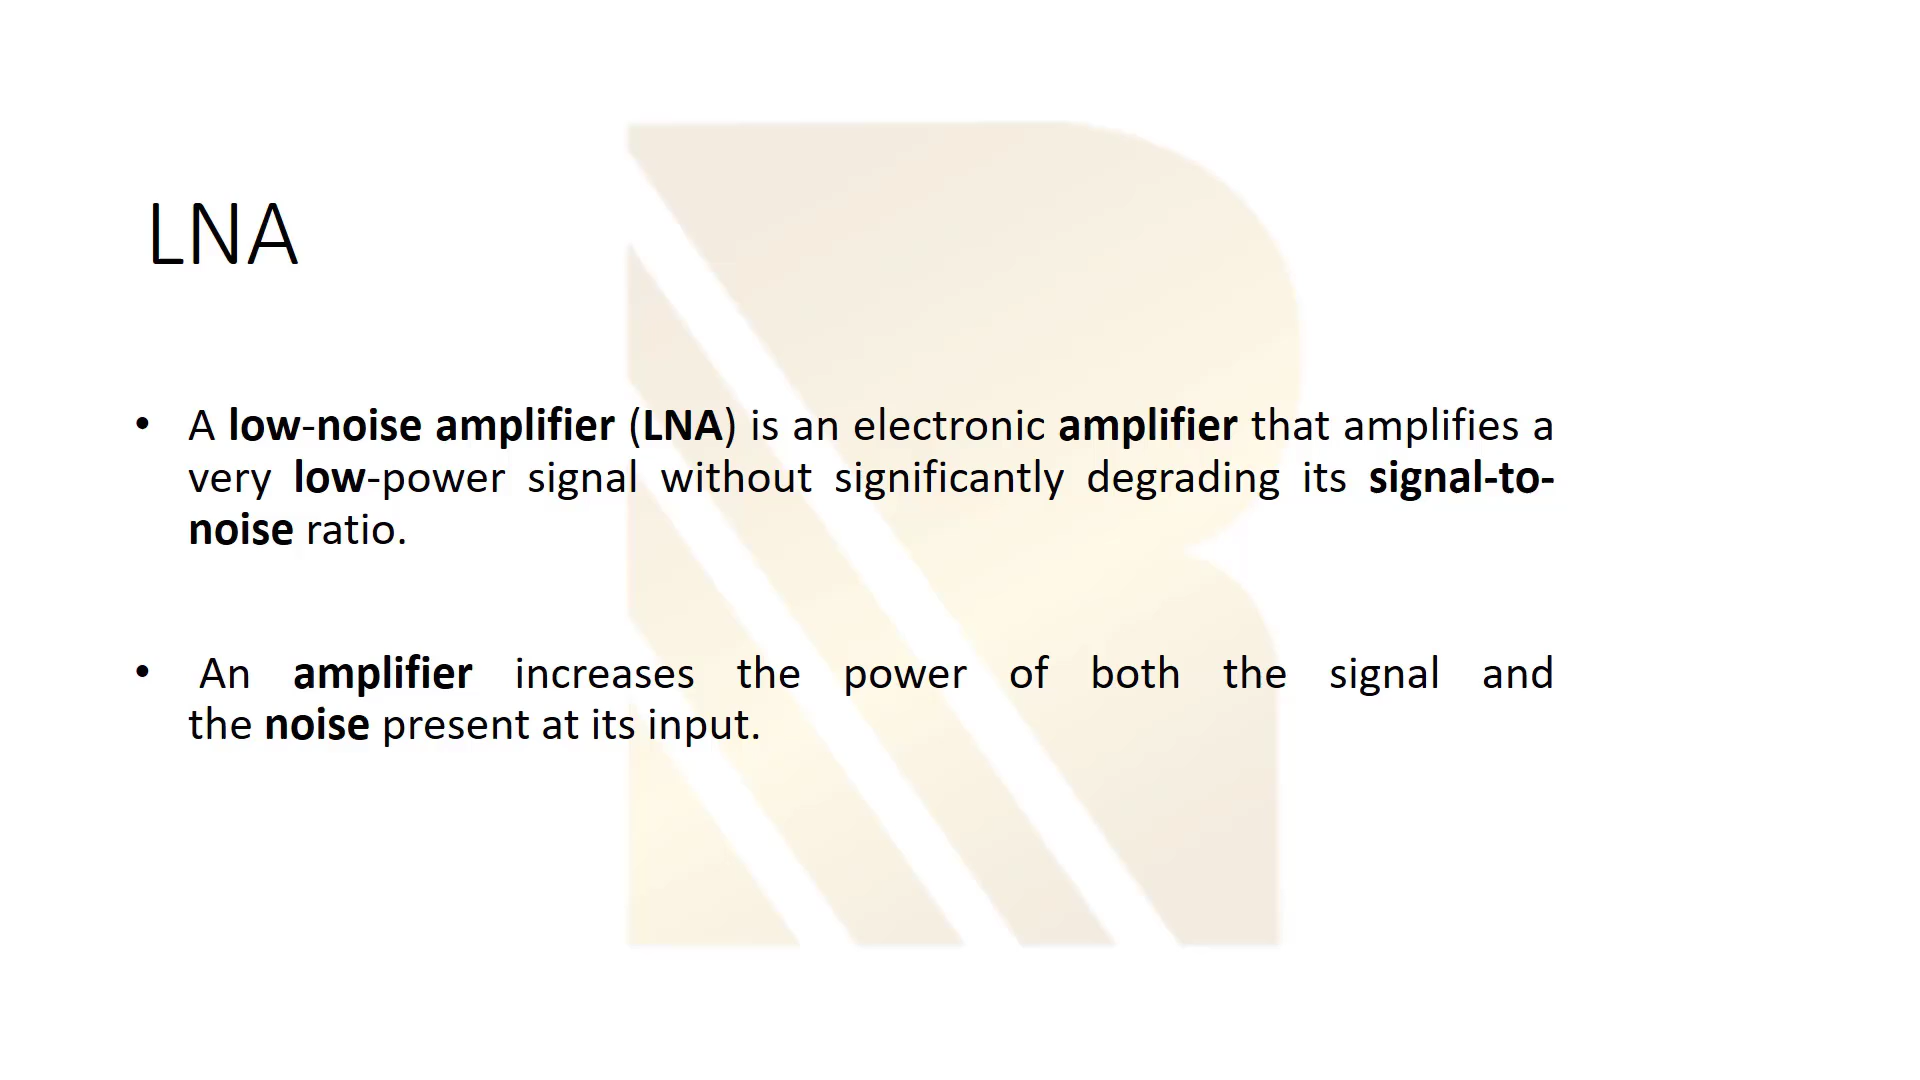 LNA
• A low-noise amplifier (LNA) is an electronic amplifier that amplifies a
very low-power signal without significantly degrading its signal-to-
noise ratio.
• An amplifier increases the power of both the signal and
the noise present at its input.